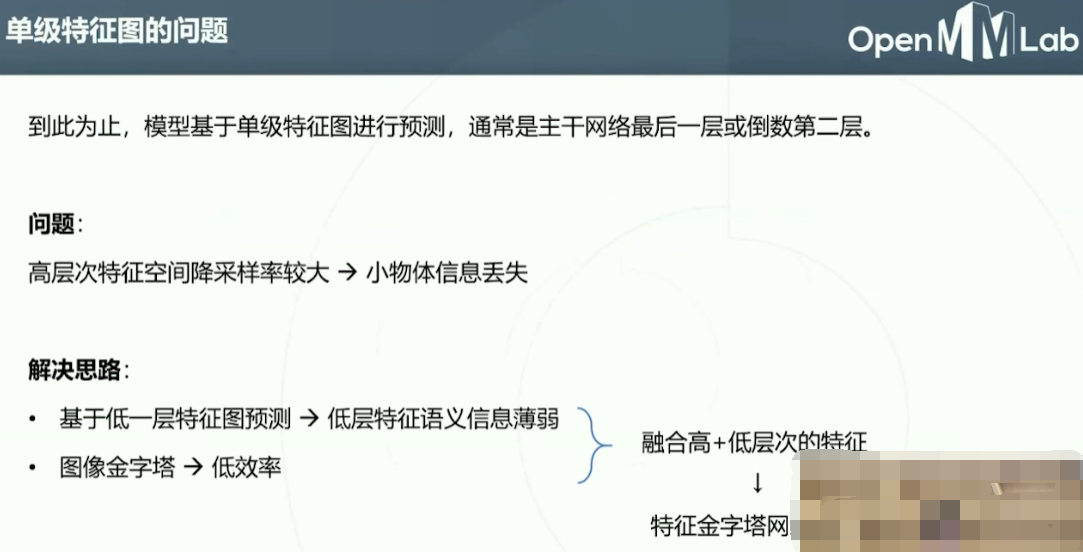 单级特征图的问题
OpenMMLab
到此为止，模型基于单级特征图进行预测，通常是主干网络最后一层或倒数第二层。
问题：
高层次特征空间降采样率较大 → 小物体信息丢失
解决思路：
• 基于低一层特征图预测 → 低层特征语义信息薄弱
• 图像金字塔 → 低效率
融合高+低层次的特征
↓
特征金字塔网